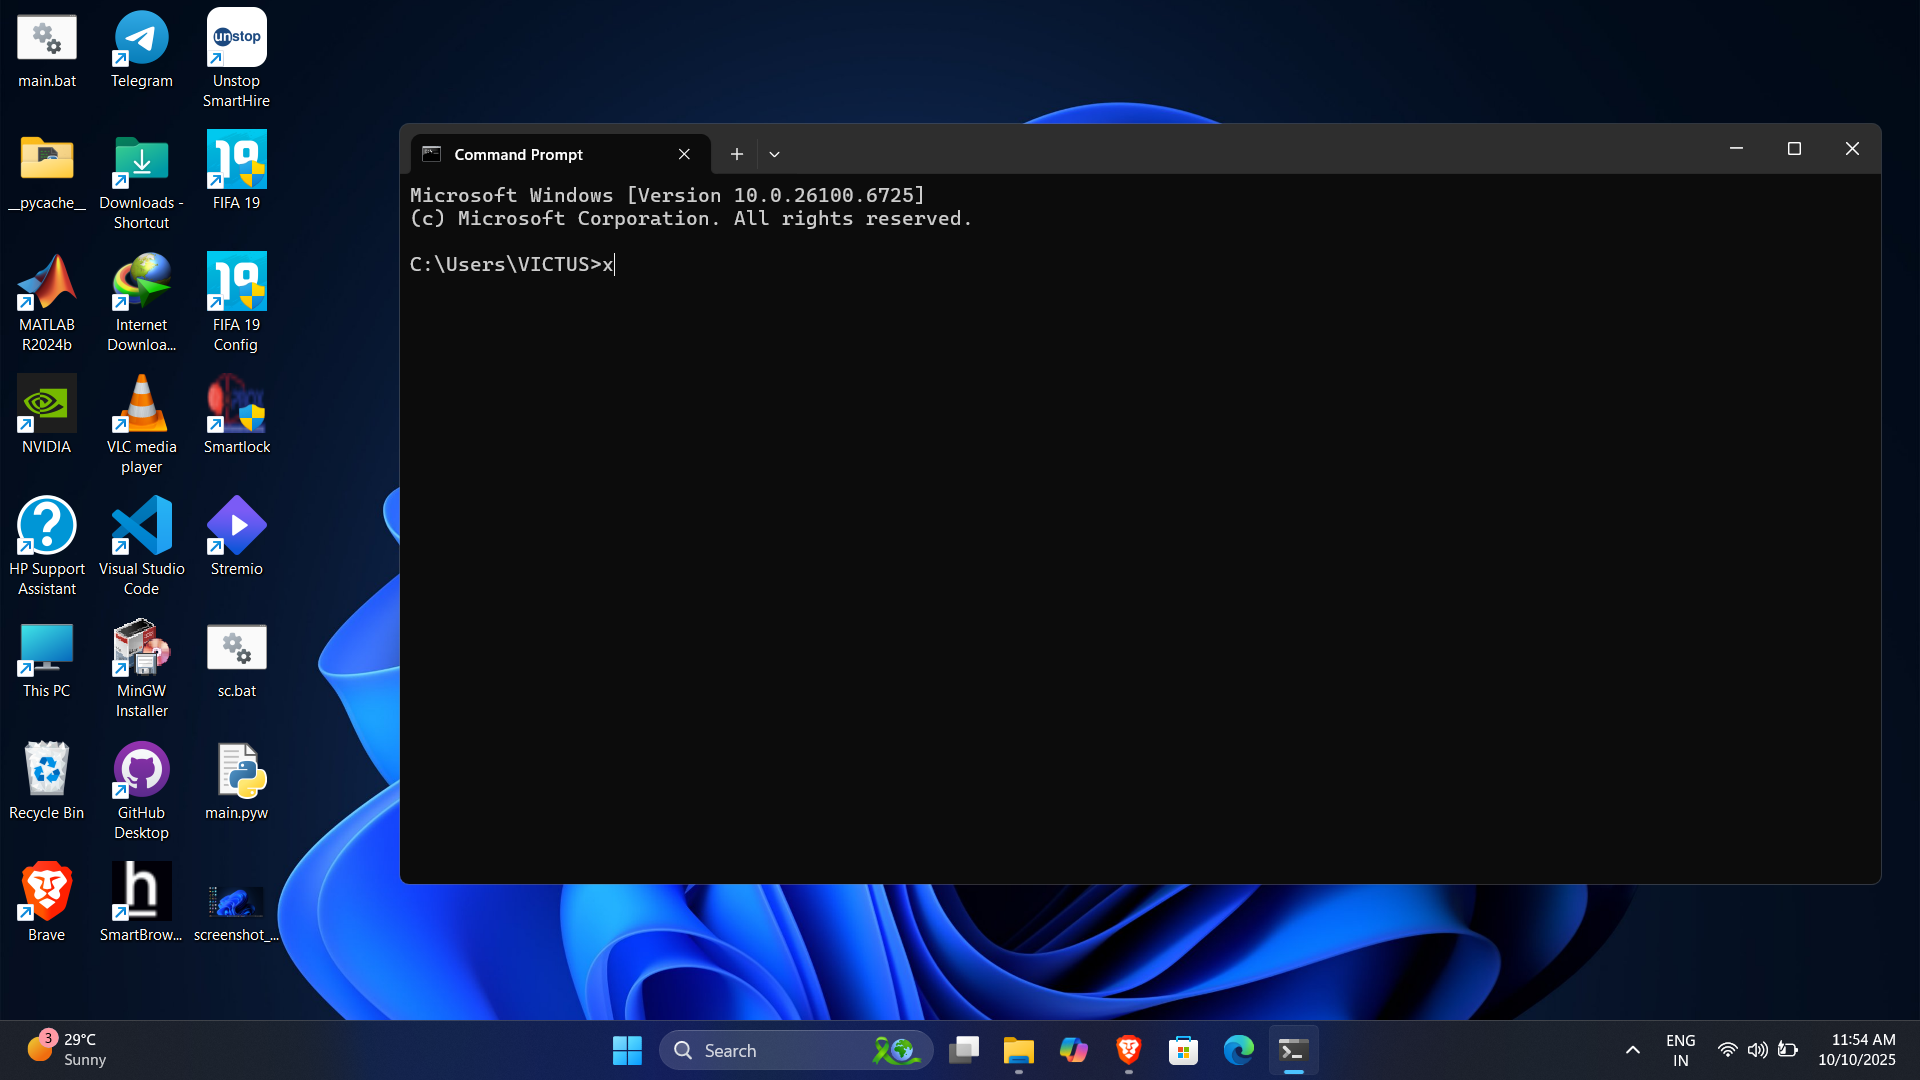 main.bat
Telegram
unstop
Unstop
SmartHire
__pycache__
Downloads -
Shortcut
19
FIFA 19
MATLAB
R2024b
Internet
Downloa...
19
FIFA 19
Config
NVIDIA
VLC media
player
Smartlock
HP Support
Assistant
Visual Studio
Code
Stremio
This PC
MinGW
Installer
sc.bat
Recycle Bin
GitHub
Desktop
main.pyw
Brave
h
SmartBrow...
screenshot_...
Command Prompt
Microsoft Windows [Version 10.0.26100.6725]
(c) Microsoft Corporation. All rights reserved.
C:\Users\VICTUS>x
3
29°C
Sunny
Search
ENG
IN
11:54 AM
10/10/2025